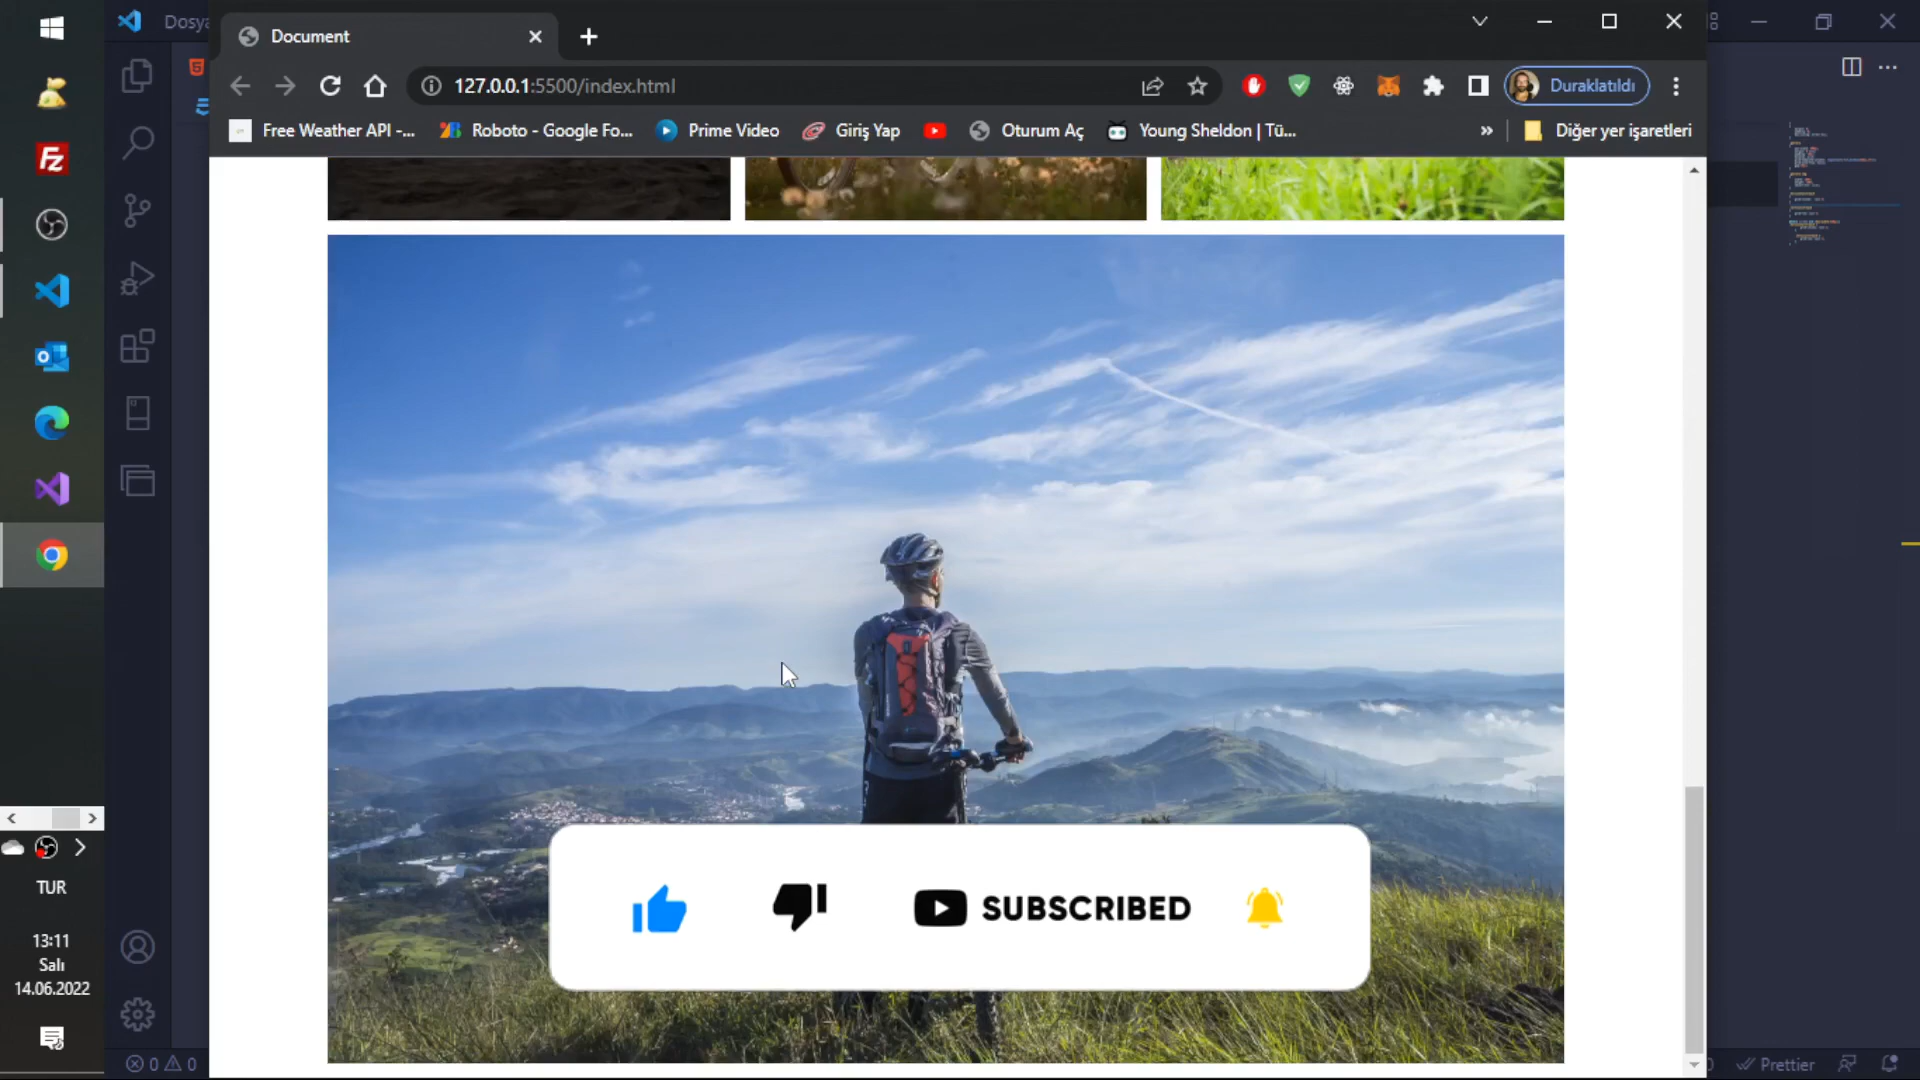 Dosya
Document
127.0.0.1:5500/index.html
Duraklatıldı
Free Weather API -...
Roboto - Google Fo...
Prime Video
Giriş Yap
Oturum Aç
Young Sheldon | Tü...
»
Diğer yer işaretleri
SUBSCRIBED
TUR
13:11
Salı
14.06.2022
0 0
Prettier